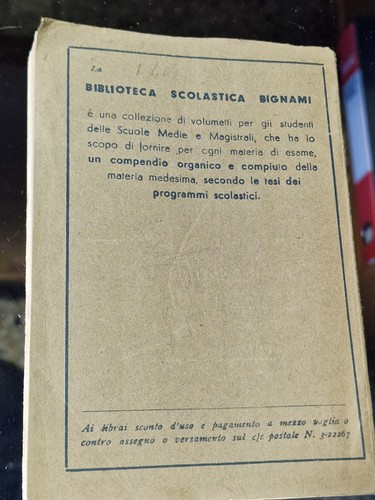 La
BIBLIOTECA SCOLASTICA BIGNAMI
è una collezione di volumetti per gli studenti
delle Scuole Medie e Magistrali, che ha lo
scopo di fornire per ogni materia di esame,
un compendio organico e compiuto della
materia medesima, secondo le tesi dei
programmi scolastici.
Ai librai sconto d'uso e pagamento a mezzo vaglia o
contro assegno o versamento sul c/c postale N. 3-22267